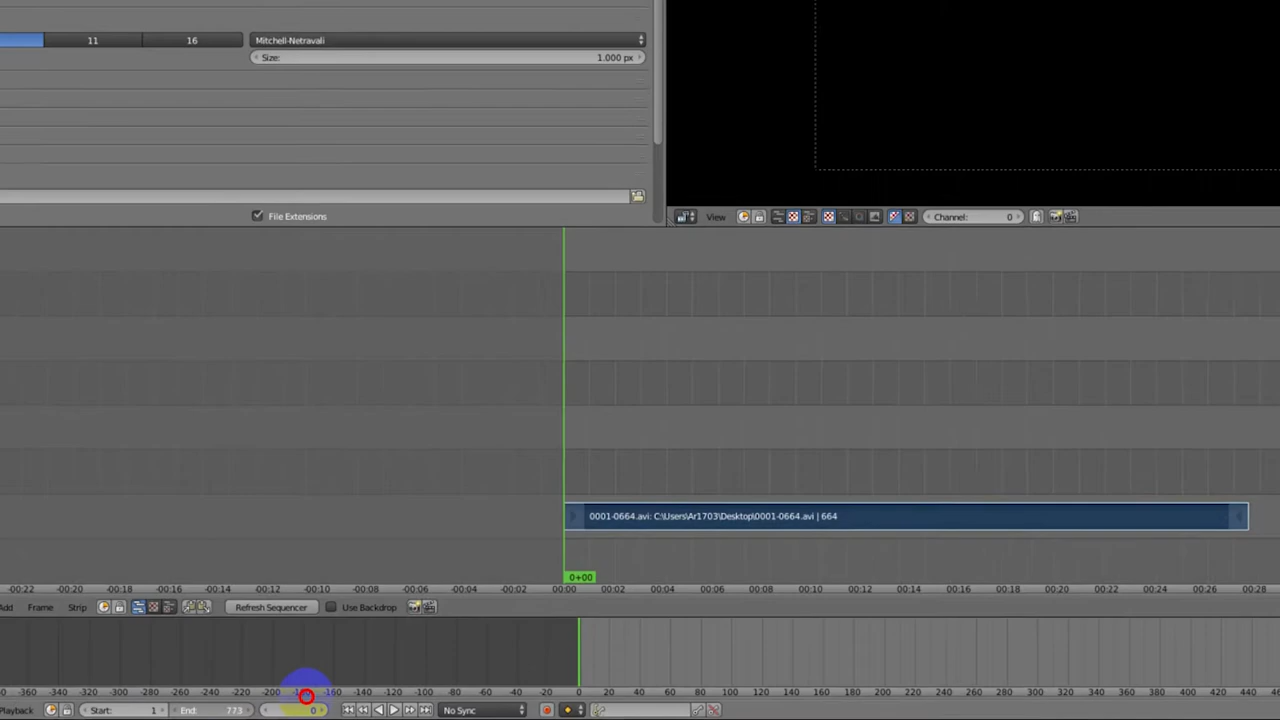 11 16 Mitchell-Netravali
Size: 1.000 px
File Extensions
View Channel: 0
0001-0664.avi: C:\Users\Ar1703\Desktop\0001-0664.avi | 664
0+00
-00:22 -00:20 -00:18 -00:16 -00:14 -00:12 -00:10 -00:08 -00:06 -00:04 -00:02 00:00 00:02 00:04 00:06 00:08 00:10 00:12 00:14 00:16 00:18 00:20 00:22 00:24 00:26 00:28
Add Frame Strip Refresh Sequencer Use Backdrop
-360 -340 -320 -300 -280 -260 -240 -220 -200 -160 -140 -120 -100 -80 -60 -40 -20 0 20 40 60 80 100 120 140 160 180 200 220 240 260 280 300 320 340 360 380 400 420 440
Playback Start: 1 End: 773 0 No Sync